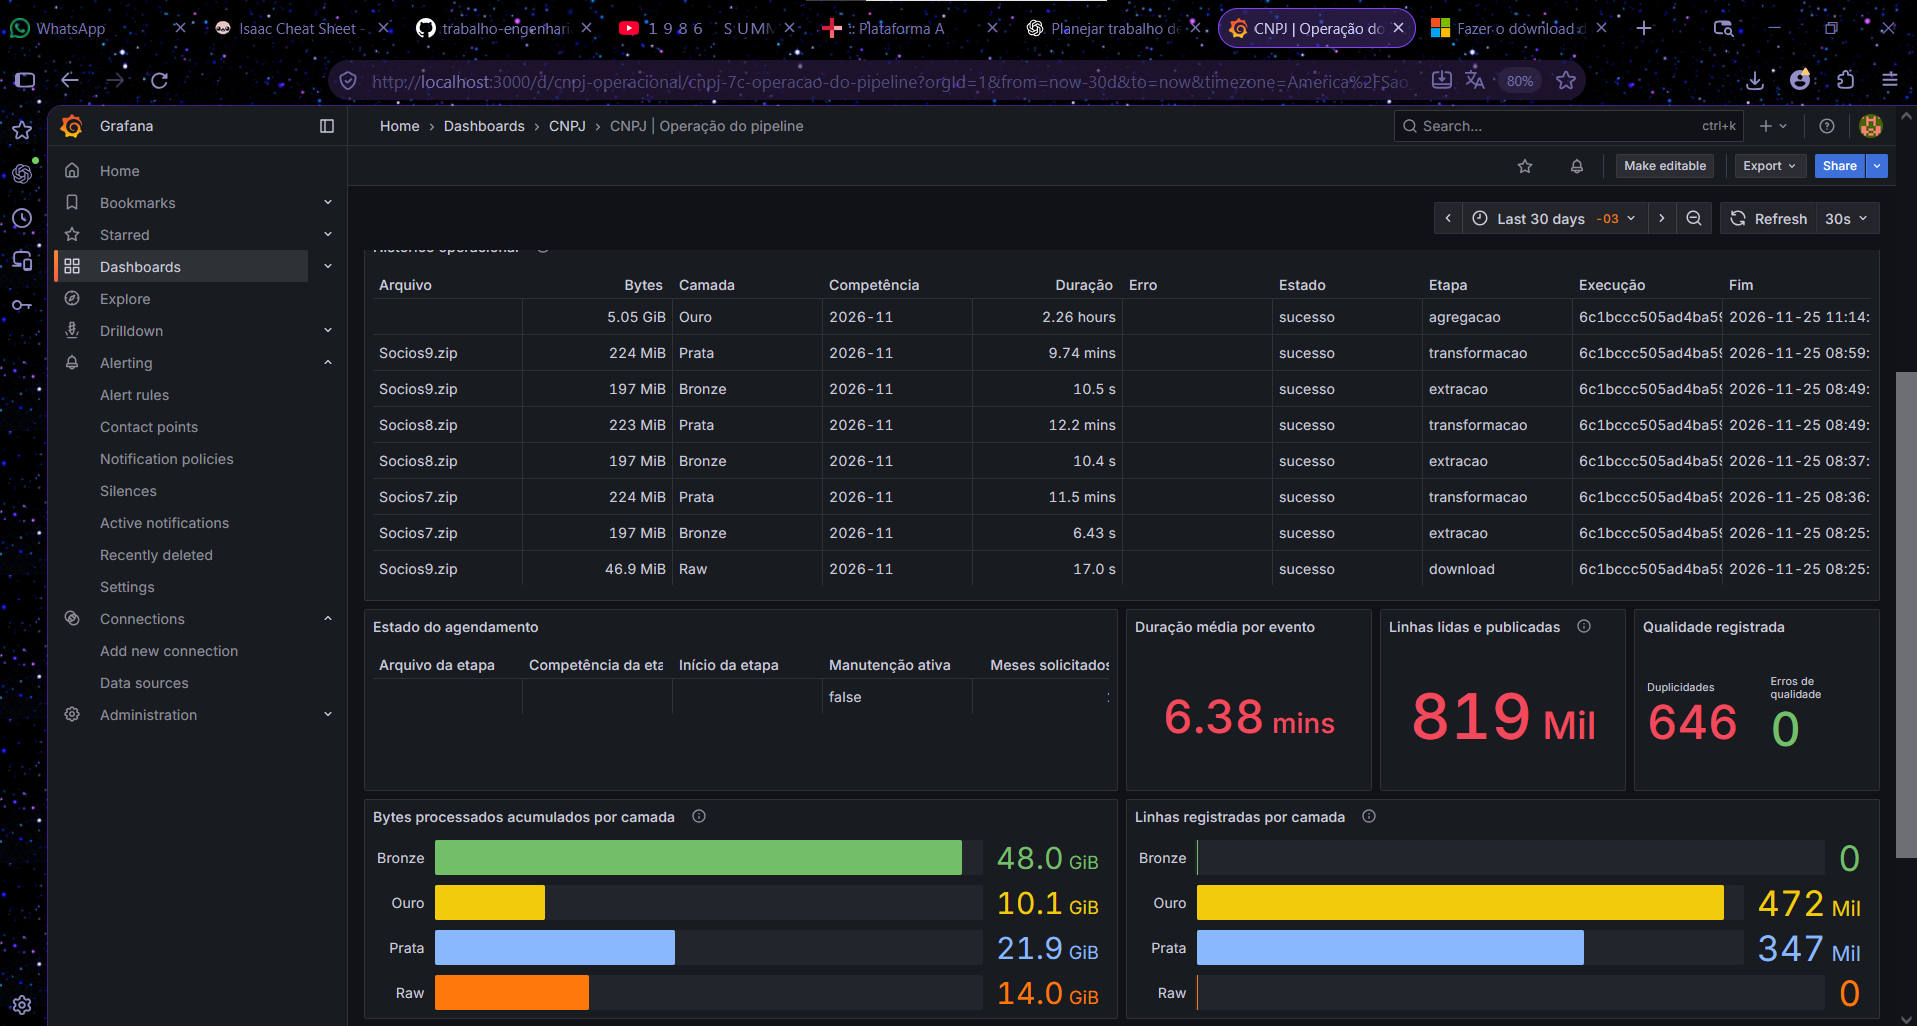 WhatsApp
Isaac Cheat Sheet -
trabalho-engenhari
1 9 8 6 S U M
:: Plataforma A
Planejar trabalho de
CNPJ | Operação do
Fazer o download d
http://localhost:3000/d/cnpj-operacional/cnpj-7c-operacao-do-pipeline?orgId=1&from=now-30d&to=now&timezone=America%2FSao_
80%
Grafana
Home › Dashboards › CNPJ › CNPJ | Operação do pipeline
Search...
ctrl+k
Make editable
Export
Share
Last 30 days -03
Refresh
30s
Home
Bookmarks
Starred
Dashboards
Explore
Drilldown
Alerting
Alert rules
Contact points
Notification policies
Silences
Active notifications
Recently deleted
Settings
Connections
Add new connection
Data sources
Administration
Histórico operacional
Arquivo Bytes Camada Competência Duração Erro Estado Etapa Execução Fim
5.05 GiB Ouro 2026-11 2.26 hours sucesso agregacao 6c1bccc505ad4ba59 2026-11-25 11:14:
Socios9.zip 224 MiB Prata 2026-11 9.74 mins sucesso transformacao 6c1bccc505ad4ba59 2026-11-25 08:59:
Socios9.zip 197 MiB Bronze 2026-11 10.5 s sucesso extracao 6c1bccc505ad4ba59 2026-11-25 08:49:
Socios8.zip 223 MiB Prata 2026-11 12.2 mins sucesso transformacao 6c1bccc505ad4ba59 2026-11-25 08:49:
Socios8.zip 197 MiB Bronze 2026-11 10.4 s sucesso extracao 6c1bccc505ad4ba59 2026-11-25 08:37:
Socios7.zip 224 MiB Prata 2026-11 11.5 mins sucesso transformacao 6c1bccc505ad4ba59 2026-11-25 08:36:
Socios7.zip 197 MiB Bronze 2026-11 6.43 s sucesso extracao 6c1bccc505ad4ba59 2026-11-25 08:25:
Socios9.zip 46.9 MiB Raw 2026-11 17.0 s sucesso download 6c1bccc505ad4ba59 2026-11-25 08:25:
Estado do agendamento
Arquivo da etapa Competência da eta Início da etapa Manutenção ativa Meses solicitados
false
Duração média por evento
6.38 mins
Linhas lidas e publicadas
819 Mil
Qualidade registrada
Duplicidades
646
Erros de
qualidade
0
Bytes processados acumulados por camada
Bronze 48.0 GiB
Ouro 10.1 GiB
Prata 21.9 GiB
Raw 14.0 GiB
Linhas registradas por camada
Bronze 0
Ouro 472 Mil
Prata 347 Mil
Raw 0